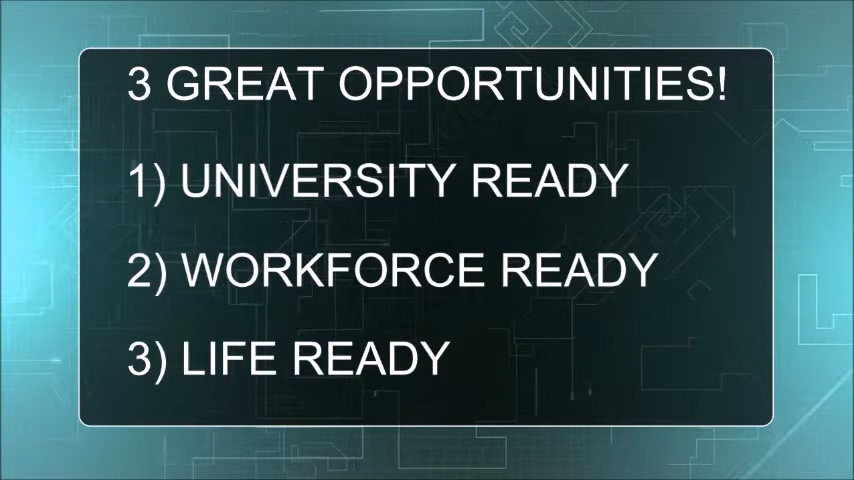 3 GREAT OPPORTUNITIES!
1) UNIVERSITY READY
2) WORKFORCE READY
3) LIFE READY